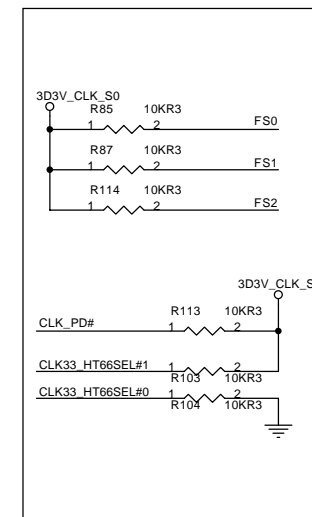 3D3V_CLK_S0
R85 10KR3
1 2 FS0
R87 10KR3
1 2 FS1
R114 10KR3
1 2 FS2
3D3V_CLK_S
R113 10KR3
CLK_PD# 1 2
CLK33_HT66SEL#1 1 2
R103 10KR3
CLK33_HT66SEL#0 1 2
R104 10KR3